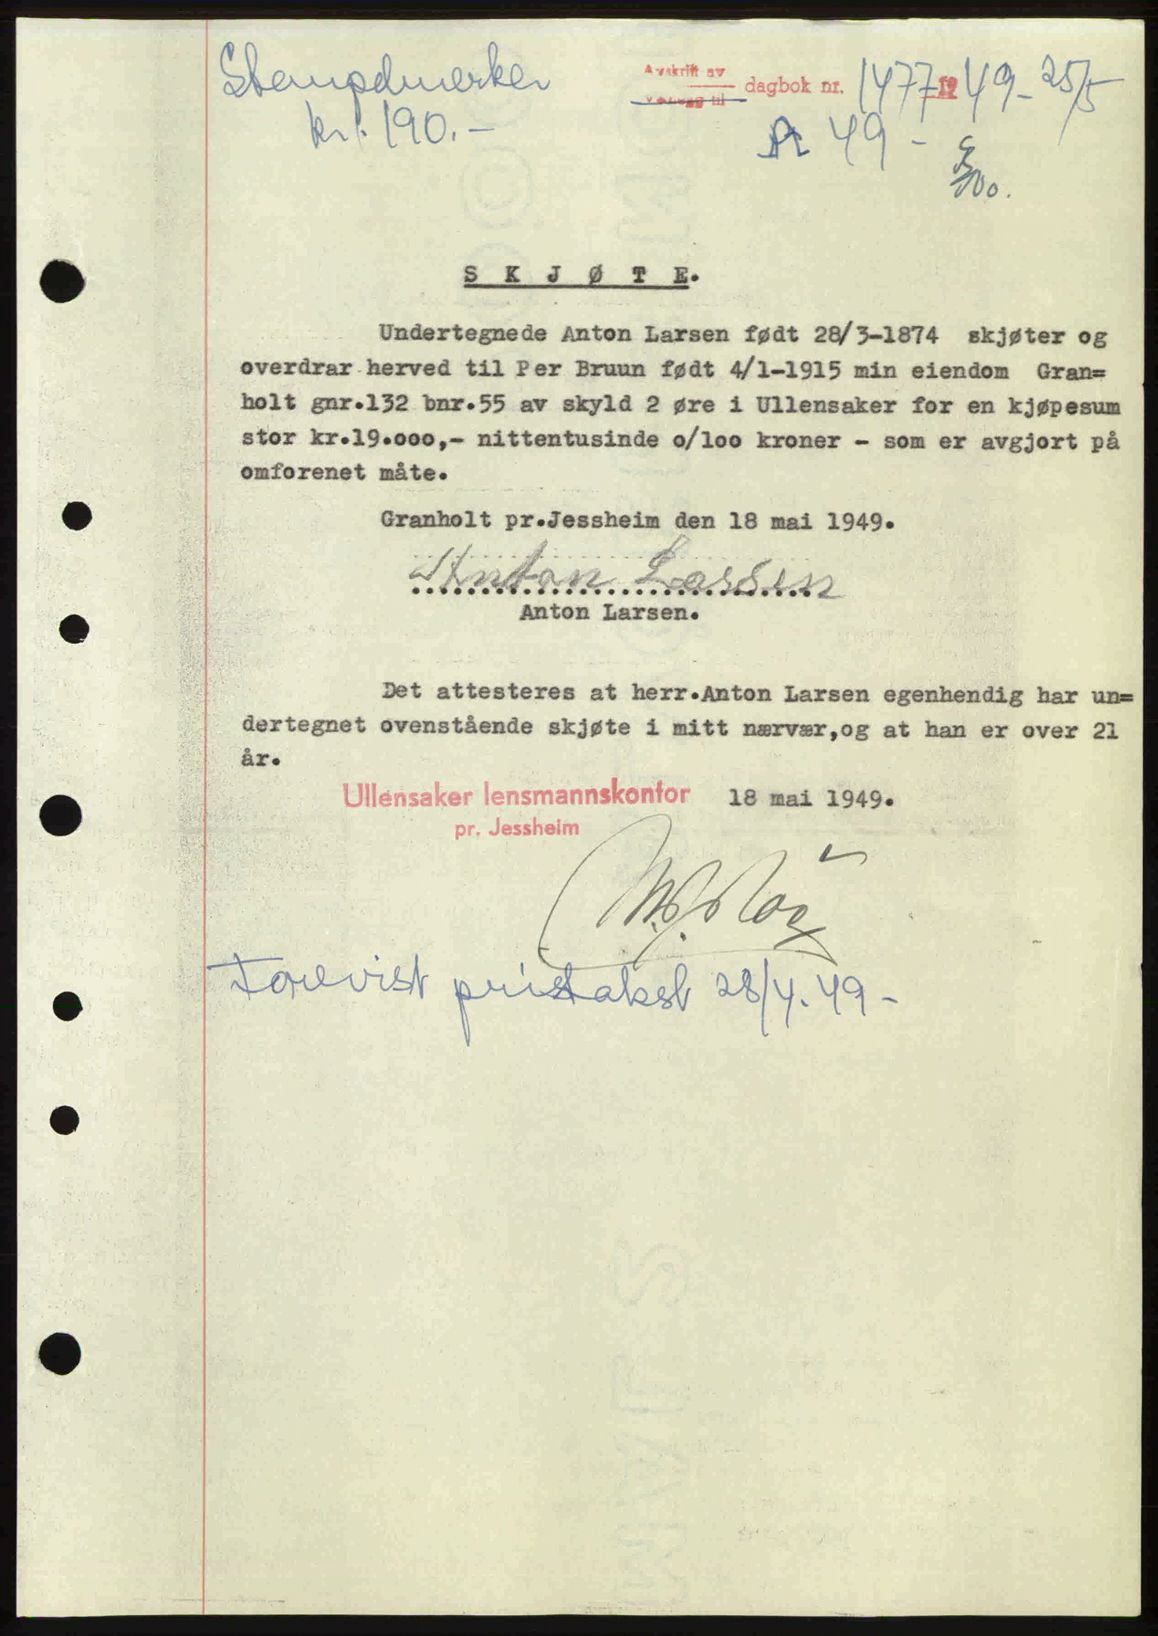 Stempelmerker
kr. 190.-
Avskrift av
vedlegg til
dagbok nr. 1477 19 49 - 25/5
49 -
S K J Ø T E.
Undertegnede Anton Larsen født 28/3-1874 skjøter og
overdrar herved til Per Bruun født 4/1-1915 min eiendom Gran=
holt gnr.132 bnr.55 av skyld 2 øre i Ullensaker for en kjøpesum
stor kr.19.ooo,- nittentusinde o/loo kroner - som er avgjort på
omforenet måte.
Granholt pr.Jessheim den 18 mai 1949.
Anton Larsen
Anton Larsen.
Det attesteres at herr.Anton Larsen egenhendig har un=
dertegnet ovenstående skjøte i mitt nærvær,og at han er over 21
år.
Ullensaker lensmannskontor 18 mai 1949.
pr. Jessheim
Forevist pristakst 28/4.49 -